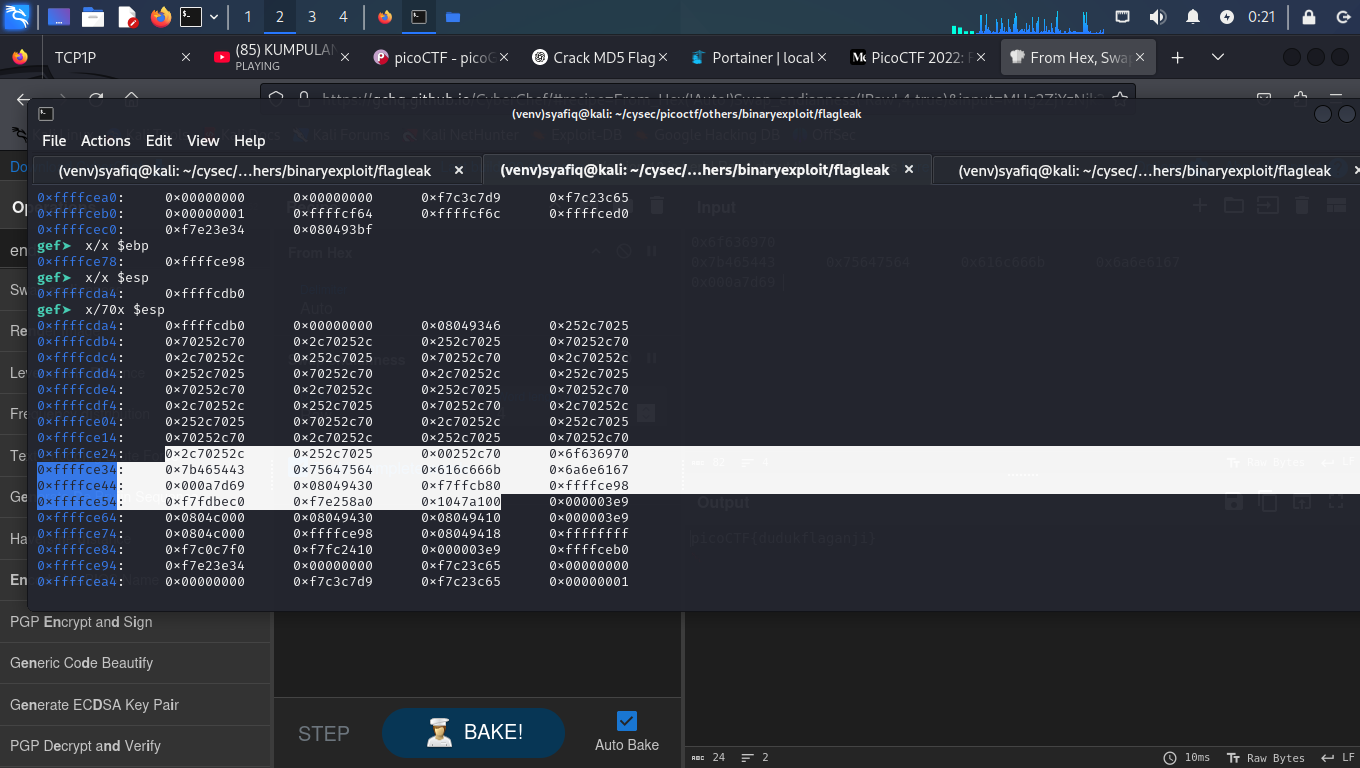 1 2 3 4 0:21
TCP1P
(85) KUMPULAN
PLAYING
picoCTF - picoG
Crack MD5 Flag
Portainer | local
PicoCTF 2022: F
From Hex, Swap
(venv)syafiq@kali: ~/cysec/picoctf/others/binaryexploit/flagleak
File Actions Edit View Help
(venv)syafiq@kali: ~/cysec/...hers/binaryexploit/flagleak
(venv)syafiq@kali: ~/cysec/...hers/binaryexploit/flagleak
(venv)syafiq@kali: ~/cysec/...hers/binaryexploit/flagleak
0×ffffcea0: 0×00000000 0×00000000 0×f7c3c7d9 0×f7c23c65
0×ffffceb0: 0×00000001 0×ffffcf64 0×ffffcf6c 0×ffffced0
0×ffffcec0: 0×f7e23e34 0×080493bf
gef➤ x/x $ebp
0×ffffce78: 0×ffffce98
gef➤ x/x $esp
0×ffffcda4: 0×ffffcdb0
gef➤ x/70x $esp
0×ffffcda4: 0×ffffcdb0 0×00000000 0×08049346 0×252c7025
0×ffffcdb4: 0×70252c70 0×2c70252c 0×252c7025 0×70252c70
0×ffffcdc4: 0×2c70252c 0×252c7025 0×70252c70 0×2c70252c
0×ffffcdd4: 0×252c7025 0×70252c70 0×2c70252c 0×252c7025
0×ffffcde4: 0×70252c70 0×2c70252c 0×252c7025 0×70252c70
0×ffffcdf4: 0×2c70252c 0×252c7025 0×70252c70 0×2c70252c
0×ffffce04: 0×252c7025 0×70252c70 0×2c70252c 0×252c7025
0×ffffce14: 0×70252c70 0×2c70252c 0×252c7025 0×70252c70
0×ffffce24: 0×2c70252c 0×252c7025 0×00252c70 0×6f636970
0×ffffce34: 0×7b465443 0×75647564 0×616c666b 0×6a6e6167
0×ffffce44: 0×000a7d69 0×08049430 0×f7ffcb80 0×ffffce98
0×ffffce54: 0×f7fdbec0 0×f7e258a0 0×1047a100 0×000003e9
0×ffffce64: 0×0804c000 0×08049430 0×08049410 0×000003e9
0×ffffce74: 0×0804c000 0×ffffce98 0×08049418 0×ffffffff
0×ffffce84: 0×f7c0c7f0 0×f7fc2410 0×000003e9 0×ffffceb0
0×ffffce94: 0×f7e23e34 0×00000000 0×f7c23c65 0×00000000
0×ffffcea4: 0×00000000 0×f7c3c7d9 0×f7c23c65 0×00000001
Input
From Hex
Auto
Output
PGP Encrypt and Sign
Generic Code Beautify
Generate ECDSA Key Pair
PGP Decrypt and Verify
STEP
BAKE!
Auto Bake
24 2
10ms Raw Bytes LF